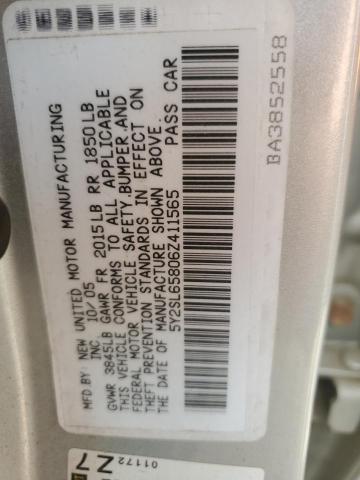 MFD BY: NEW UNITED MOTOR MANUFACTURING
INC. 10/05
GVWR 3845LB GAWR FR 2015LB RR 1850LB
THIS VEHICLE CONFORMS TO ALL APPLICABLE
FEDERAL MOTOR VEHICLE SAFETY,BUMPER,AND
THEFT PREVENTION STANDARDS IN EFFECT ON
THE DATE OF MANUFACTURE SHOWN ABOVE.
5Y2SL65806Z411565 PASS CAR
BA3852558
01172
Z7